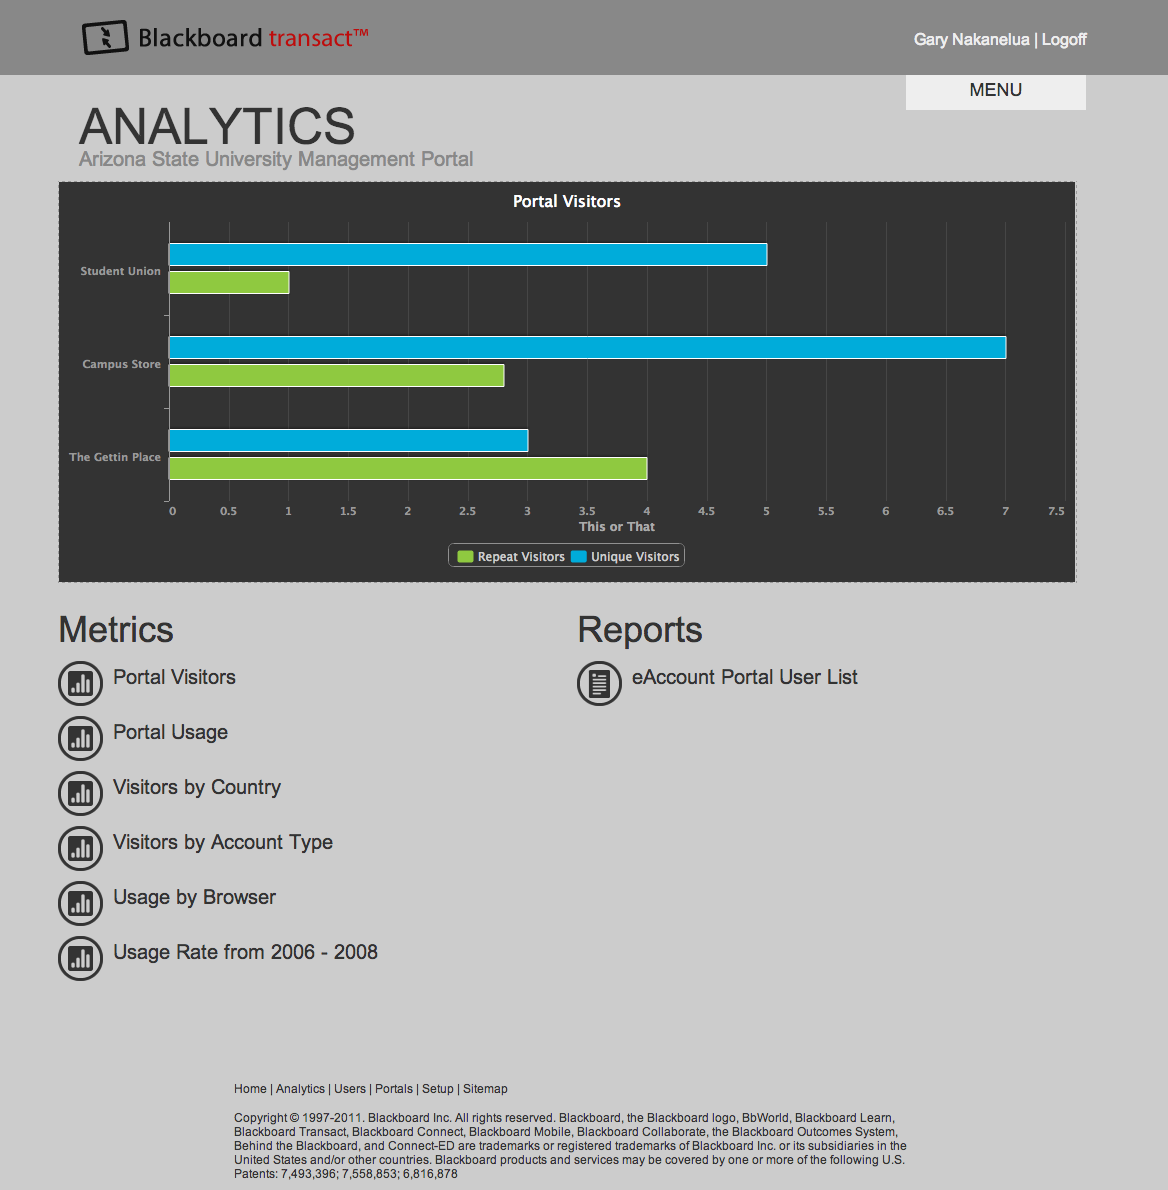 Blackboard transact™
Gary Nakanelua | Logoff
MENU
ANALYTICS
Arizona State University Management Portal
Portal Visitors
Student Union
Campus Store
The Gettin Place
0 0.5 1 1.5 2 2.5 3 3.5 4 4.5 5 5.5 6 6.5 7 7.5
This or That
Repeat Visitors Unique Visitors
Metrics
Portal Visitors
Portal Usage
Visitors by Country
Visitors by Account Type
Usage by Browser
Usage Rate from 2006 - 2008
Reports
eAccount Portal User List
Home | Analytics | Users | Portals | Setup | Sitemap
Copyright © 1997-2011. Blackboard Inc. All rights reserved. Blackboard, the Blackboard logo, BbWorld, Blackboard Learn,
Blackboard Transact, Blackboard Connect, Blackboard Mobile, Blackboard Collaborate, the Blackboard Outcomes System,
Behind the Blackboard, and Connect-ED are trademarks or registered trademarks of Blackboard Inc. or its subsidiaries in the
United States and/or other countries. Blackboard products and services may be covered by one or more of the following U.S.
Patents: 7,493,396; 7,558,853; 6,816,878